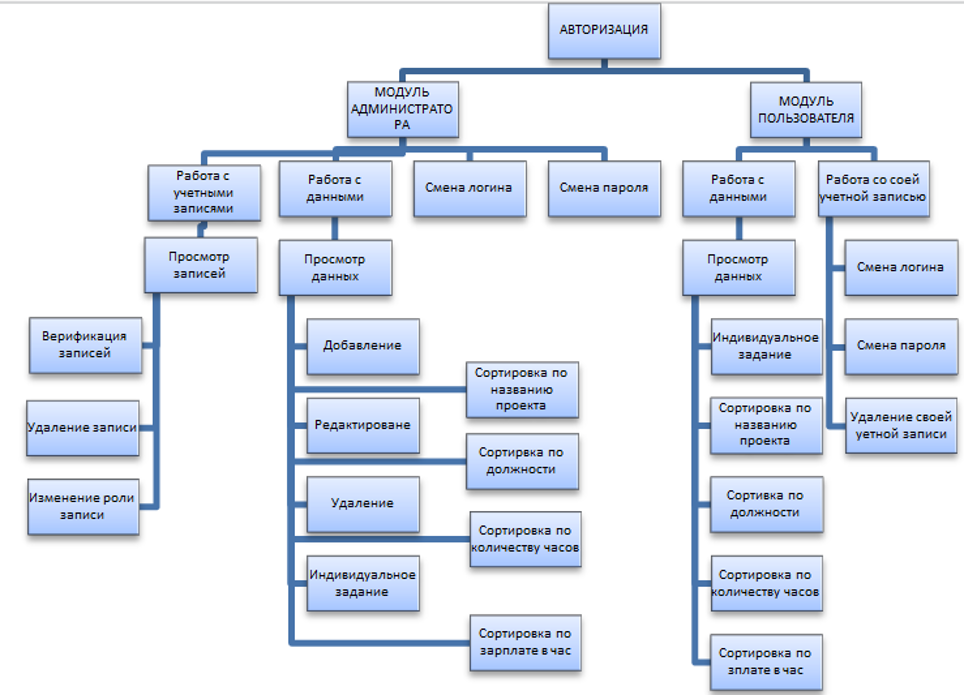 АВТОРИЗАЦИЯ
МОДУЛЬ
АДМИНИСТРАТО
РА
МОДУЛЬ
ПОЛЬЗОВАТЕЛЯ
Работа с
учетными
записями
Работа с
данными
Смена логина
Смена пароля
Работа с
данными
Работа со соей
учетной записью
Просмотр
записей
Просмотр
данных
Просмотр
данных
Верификация
записей
Удаление записи
Изменение роли
записи
Добавление
Сортировка по
названию
проекта
Редактироване
Сортирвка по
должности
Удаление
Сортировка по
количеству часов
Индивидуальное
задание
Сортировка по
зарплате в час
Индивидуальное
задание
Сортировка по
названию
проекта
Сортивка по
должности
Сортировка по
количеству часов
Сортировка по
зплате в час
Смена логина
Смена пароля
Удаление своей
уетной записи